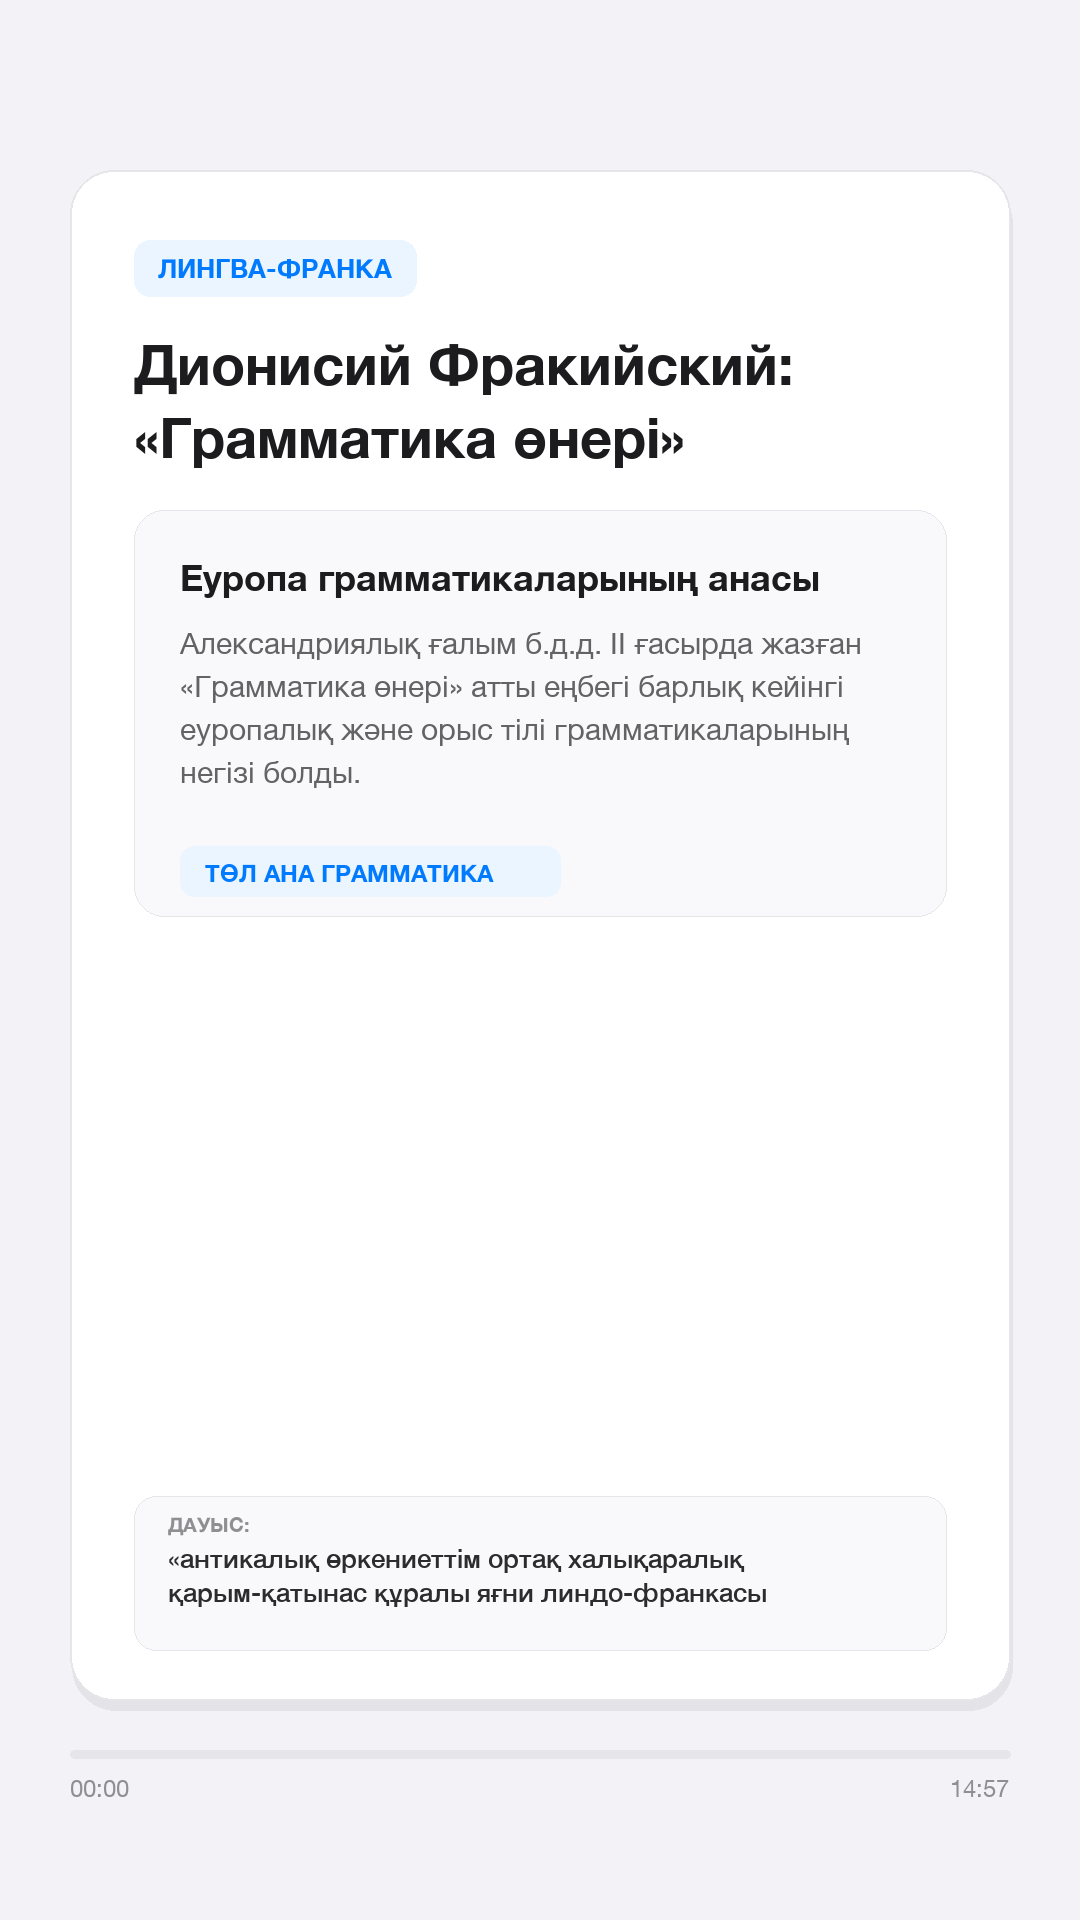 ЛИНГВА-ФРАНКА
Дионисий Фракийский:
«Грамматика өнері»
Еуропа грамматикаларының анасы
Александриялық ғалым б.д.д. II ғасырда жазған
«Грамматика өнері» атты еңбегі барлық кейінгі
еуропалық және орыс тілі грамматикаларының
негізі болды.
ТӨЛ АНА ГРАММАТИКА
ДАУЫС:
«антикалық өркениеттім ортақ халықаралық
қарым-қатынас құралы яғни линдо-франкасы
00:00
14:57